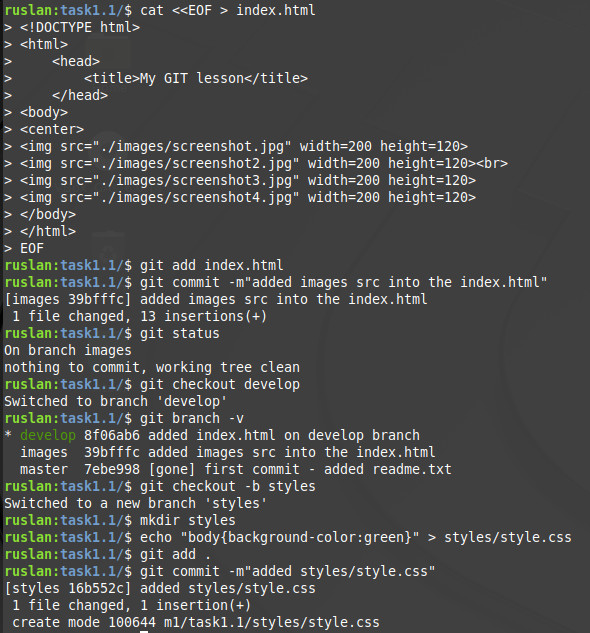 ruslan:task1.1/$ cat <<EOF > index.html
> <!DOCTYPE html>
> <html>
>     <head>
>         <title>My GIT lesson</title>
>     </head>
> <body>
> <center>
> <img src="./images/screenshot.jpg" width=200 height=120>
> <img src="./images/screenshot2.jpg" width=200 height=120><br>
> <img src="./images/screenshot3.jpg" width=200 height=120>
> <img src="./images/screenshot4.jpg" width=200 height=120>
> </body>
> </html>
> EOF
ruslan:task1.1/$ git add index.html
ruslan:task1.1/$ git commit -m"added images src into the index.html"
[images 39bfffc] added images src into the index.html
 1 file changed, 13 insertions(+)
ruslan:task1.1/$ git status
On branch images
nothing to commit, working tree clean
ruslan:task1.1/$ git checkout develop
Switched to branch 'develop'
ruslan:task1.1/$ git branch -v
* develop 8f06ab6 added index.html on develop branch
  images  39bfffc added images src into the index.html
  master  7ebe998 [gone] first commit - added readme.txt
ruslan:task1.1/$ git checkout -b styles
Switched to a new branch 'styles'
ruslan:task1.1/$ mkdir styles
ruslan:task1.1/$ echo "body{background-color:green}" > styles/style.css
ruslan:task1.1/$ git add .
ruslan:task1.1/$ git commit -m"added styles/style.css"
[styles 16b552c] added styles/style.css
 1 file changed, 1 insertion(+)
 create mode 100644 m1/task1.1/styles/style.css